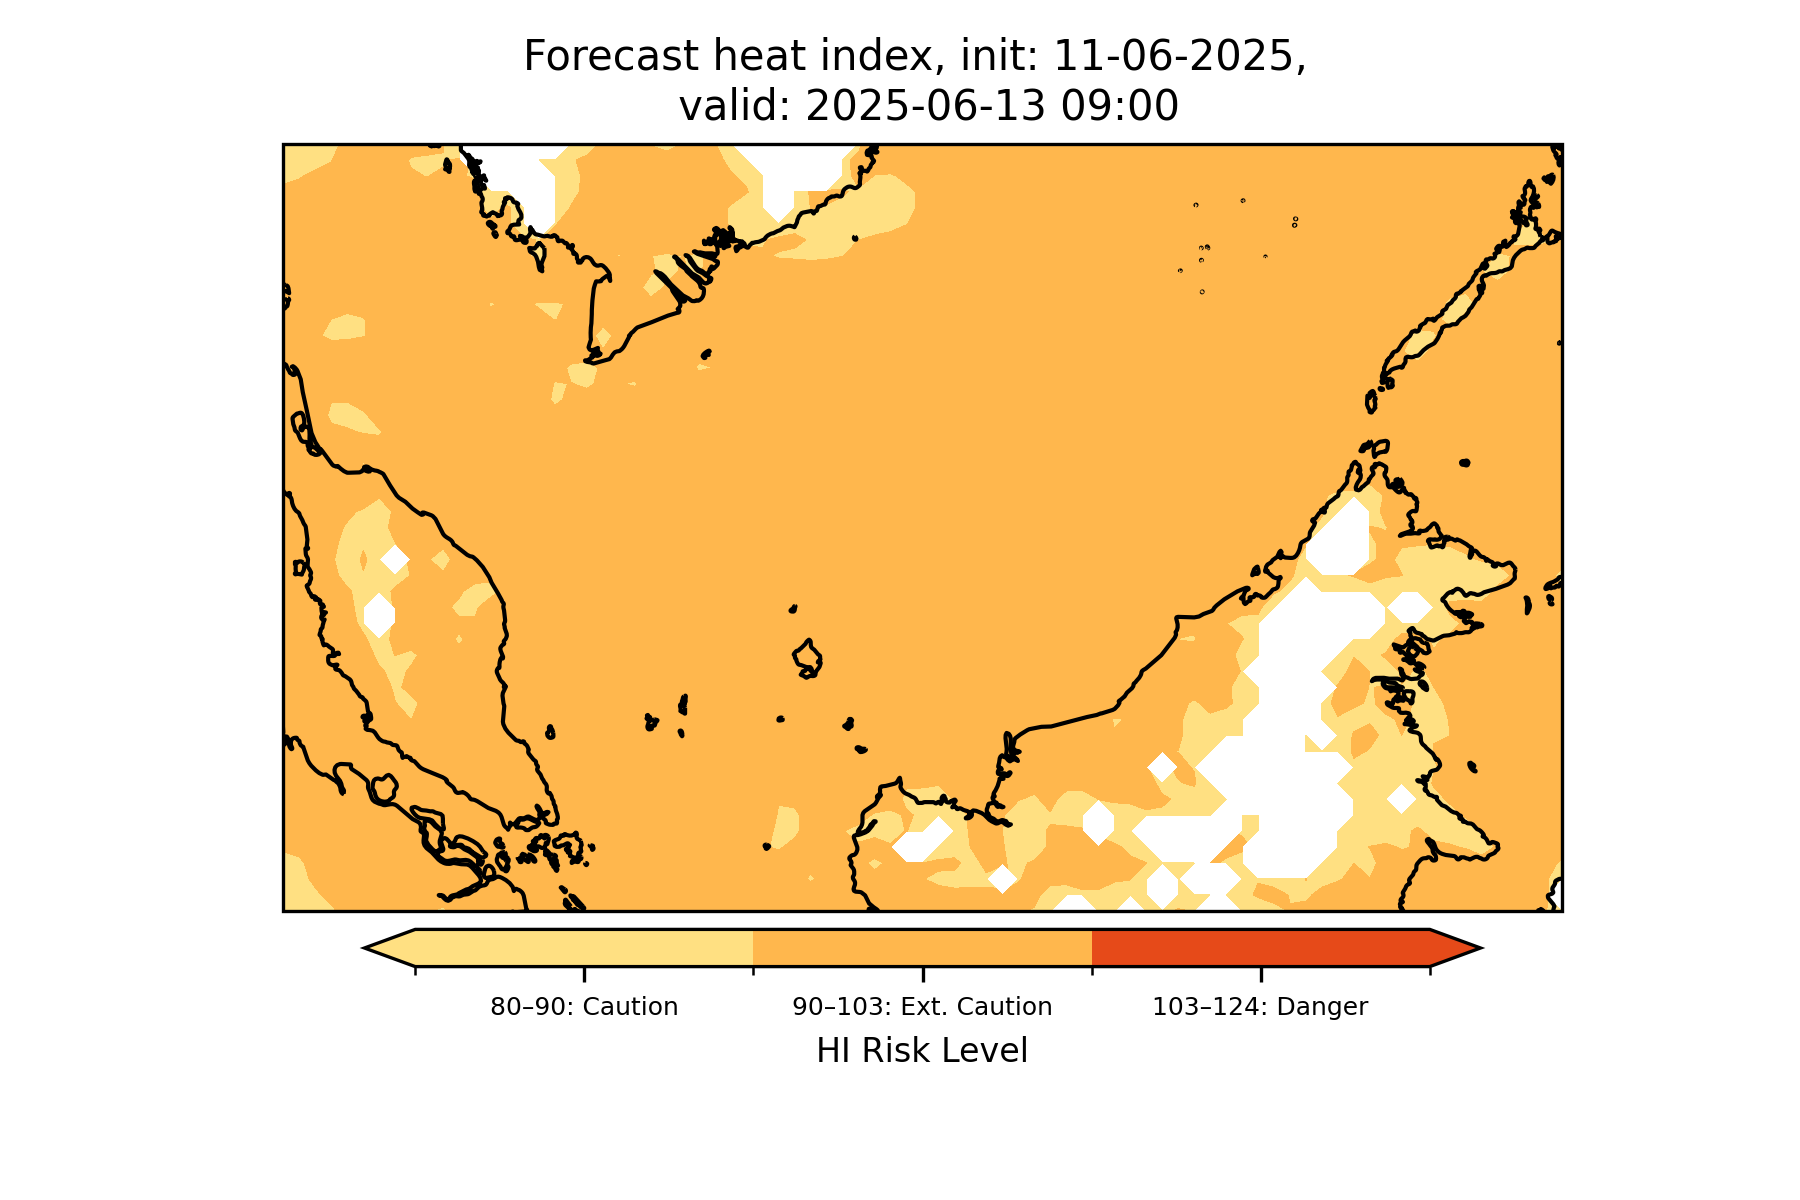 Forecast heat index, init: 11-06-2025,
valid: 2025-06-13 09:00
80–90: Caution
90–103: Ext. Caution
103–124: Danger
HI Risk Level